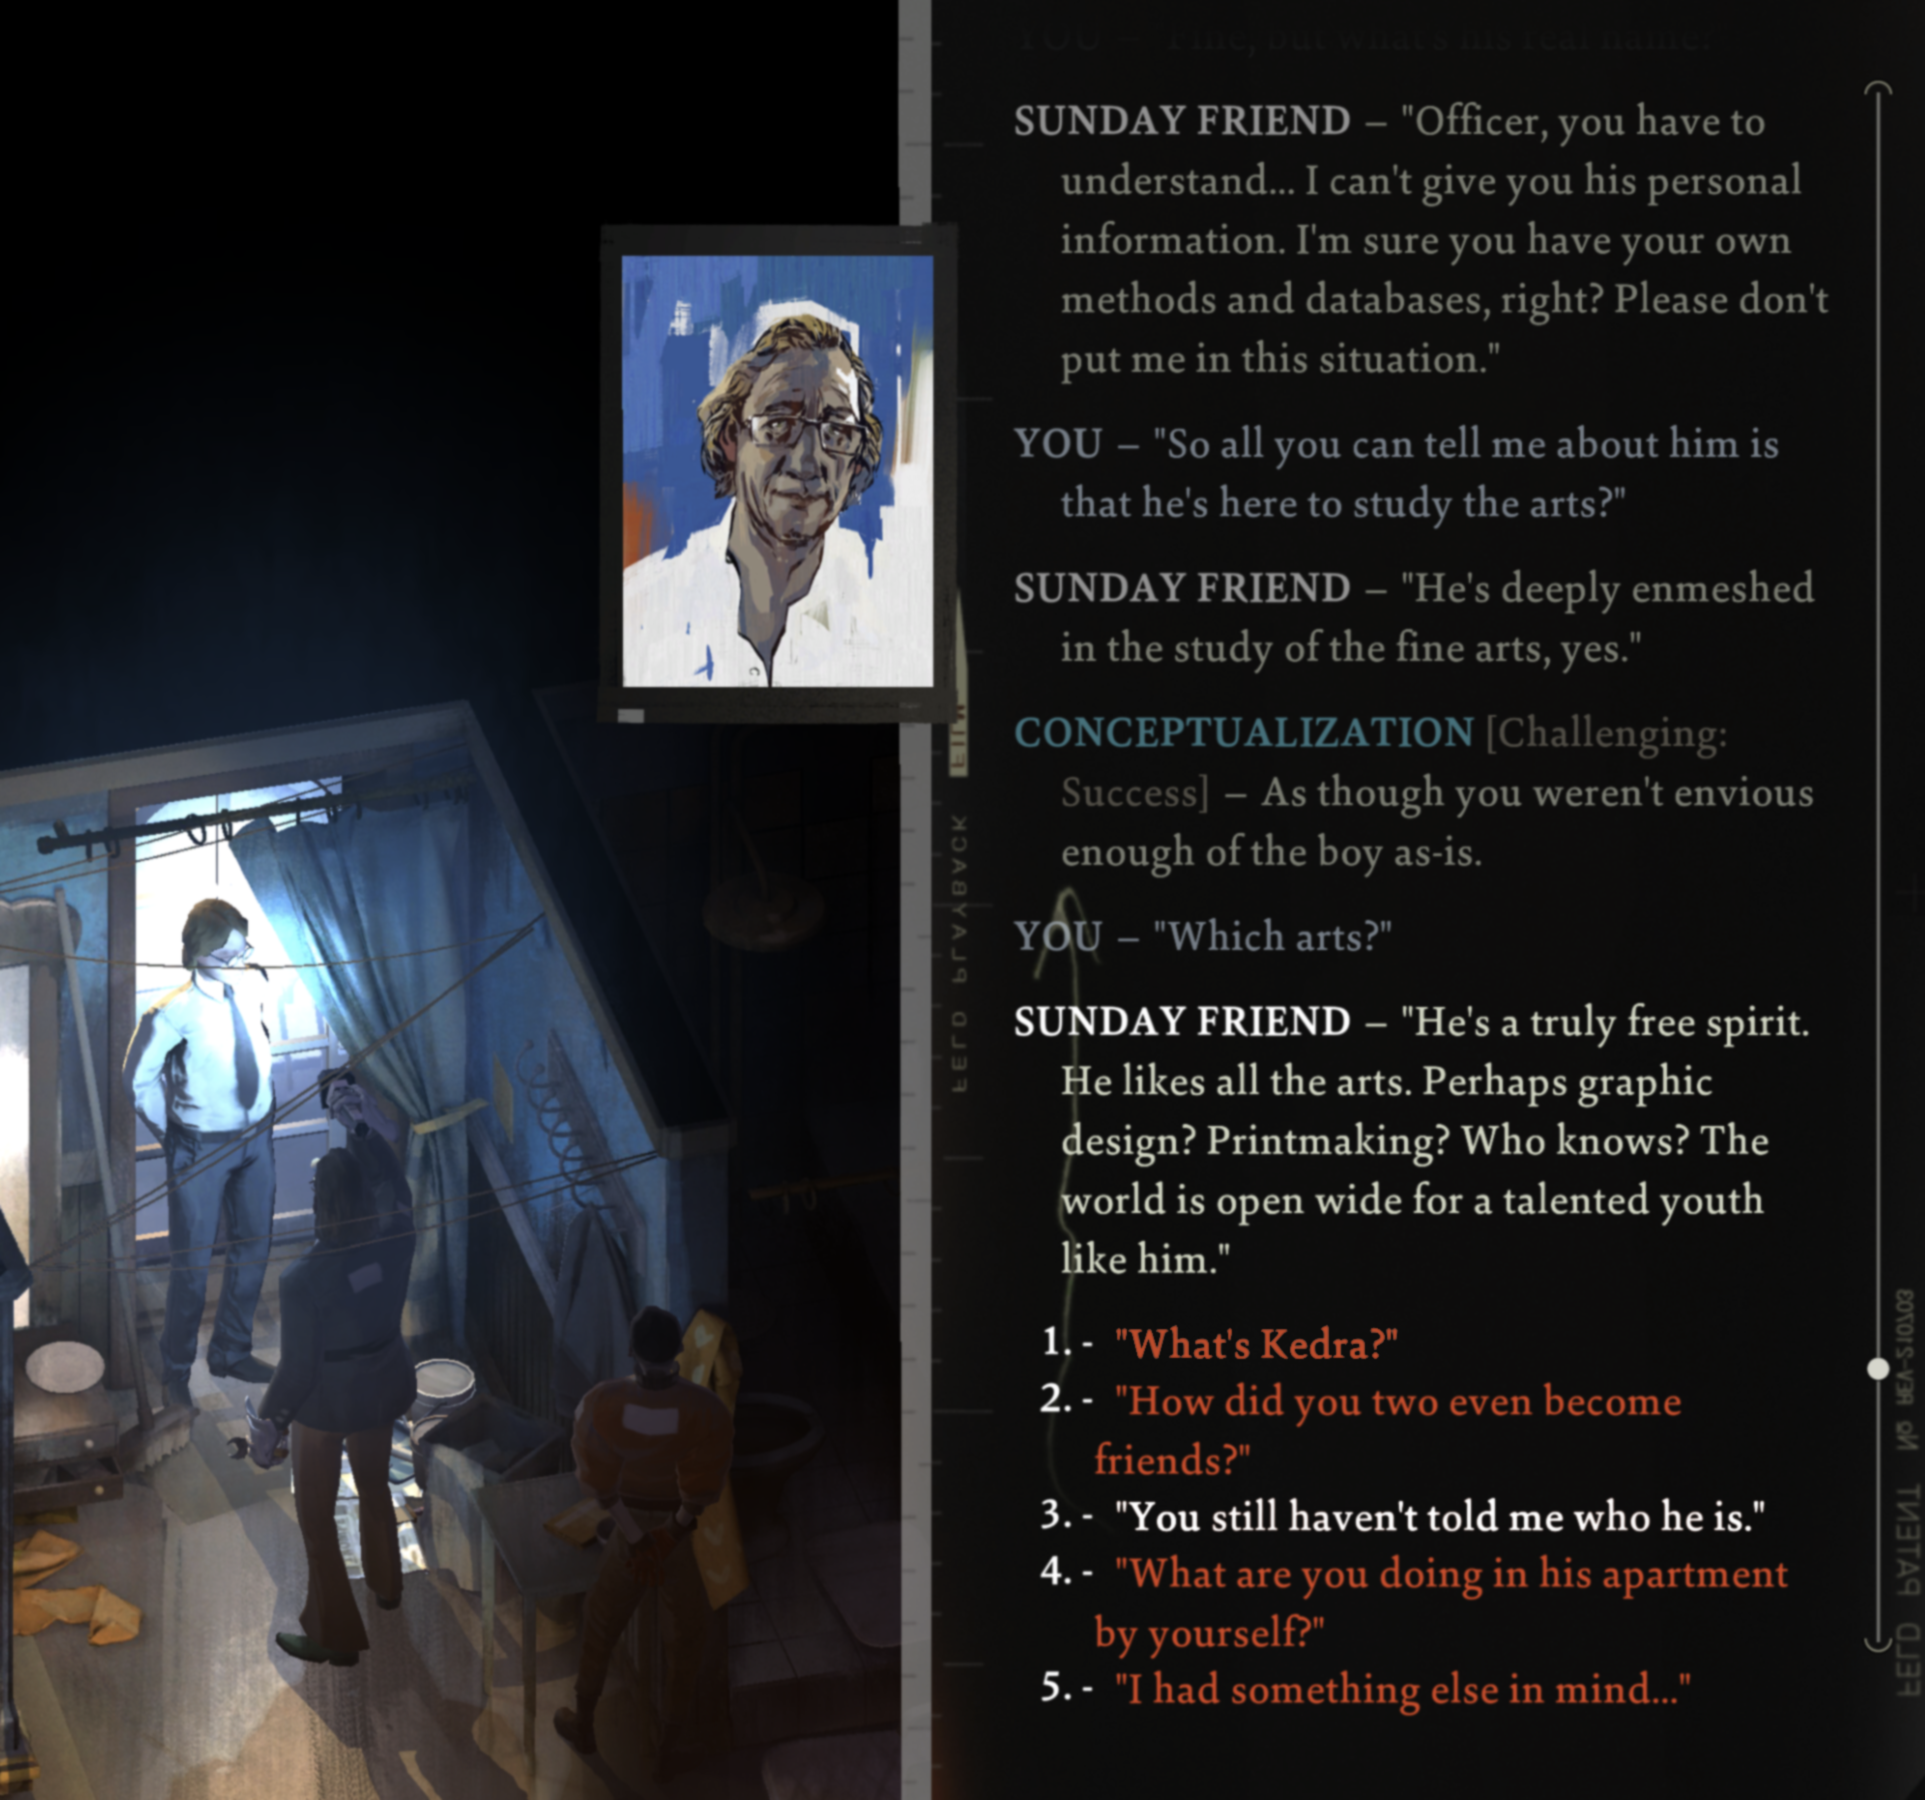 YOU – "Fine, but what's his real name?"
SUNDAY FRIEND – "Officer, you have to
understand... I can't give you his personal
information. I'm sure you have your own
methods and databases, right? Please don't
put me in this situation."
YOU – "So all you can tell me about him is
that he's here to study the arts?"
SUNDAY FRIEND – "He's deeply enmeshed
in the study of the fine arts, yes."
CONCEPTUALIZATION [Challenging:
Success] – As though you weren't envious
enough of the boy as-is.
YOU – "Which arts?"
SUNDAY FRIEND – "He's a truly free spirit.
He likes all the arts. Perhaps graphic
design? Printmaking? Who knows? The
world is open wide for a talented youth
like him."
1. - "What's Kedra?"
2. - "How did you two even become
friends?"
3. - "You still haven't told me who he is."
4. - "What are you doing in his apartment
by yourself?"
5. - "I had something else in mind..."
FELD PLAYBACK
FELD PATENT